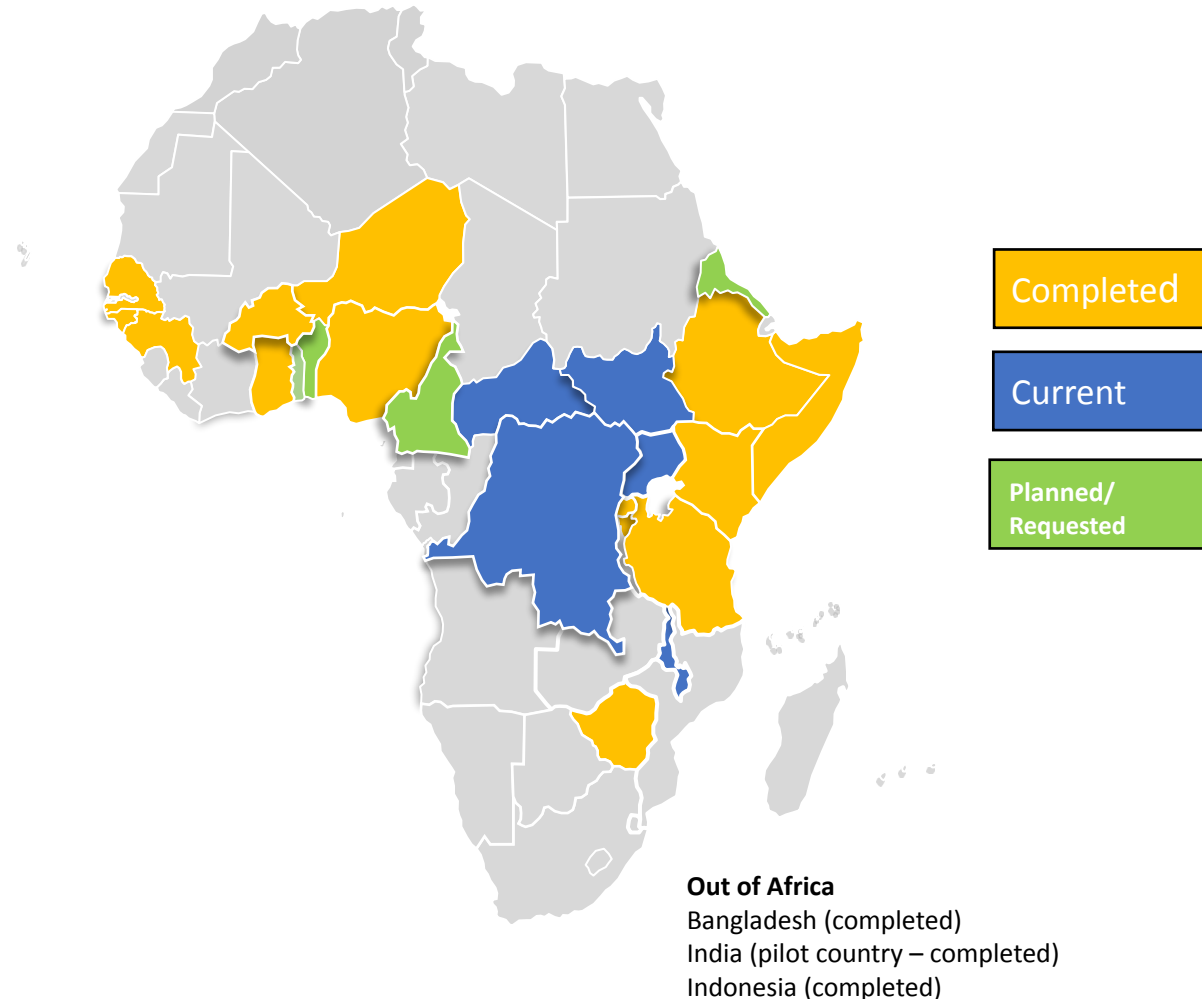 Completed
Current
Planned/
Requested
Out of Africa
Bangladesh (completed)
India (pilot country – completed)
Indonesia (completed)